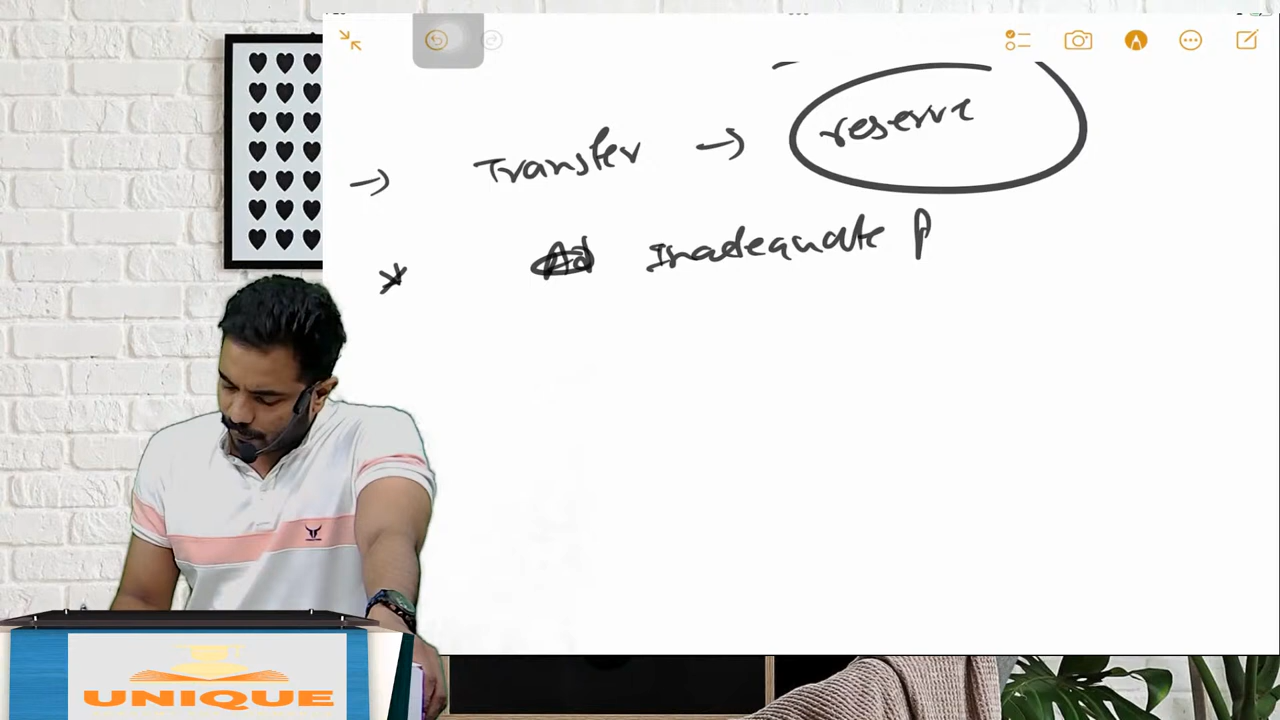 → Transfer → reserve
* Inadequate P
UNIQUE